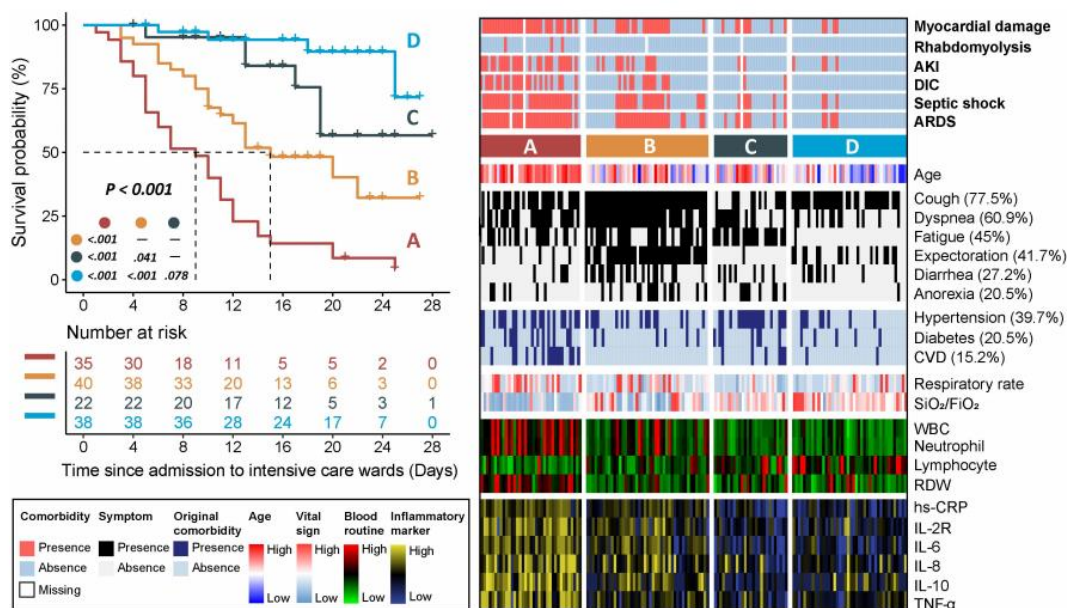 Survival probability (%)
100
75
50
25
0
D
C
B
A
P < 0.001
<.001 — —
<.001 .041 —
<.001 <.001 .078
0 4 8 12 16 20 24 28
Number at risk
35 30 18 11 5 5 2 0
40 38 33 20 13 6 3 0
22 22 20 17 12 5 3 1
38 38 36 28 24 17 7 0
0 4 8 12 16 20 24 28
Time since admission to intensive care wards (Days)
Comorbidity Symptom Original comorbidity Age Vital sign Blood routine Inflammatory marker
Presence Presence Presence High High High High
Absence Absence Absence Low Low Low Low
Missing
Myocardial damage
Rhabdomyolysis
AKI
DIC
Septic shock
ARDS
A B C D
Age
Cough (77.5%)
Dyspnea (60.9%)
Fatigue (45%)
Expectoration (41.7%)
Diarrhea (27.2%)
Anorexia (20.5%)
Hypertension (39.7%)
Diabetes (20.5%)
CVD (15.2%)
Respiratory rate
SiO₂/FiO₂
WBC
Neutrophil
Lymphocyte
RDW
hs-CRP
IL-2R
IL-6
IL-8
IL-10
TNF-α